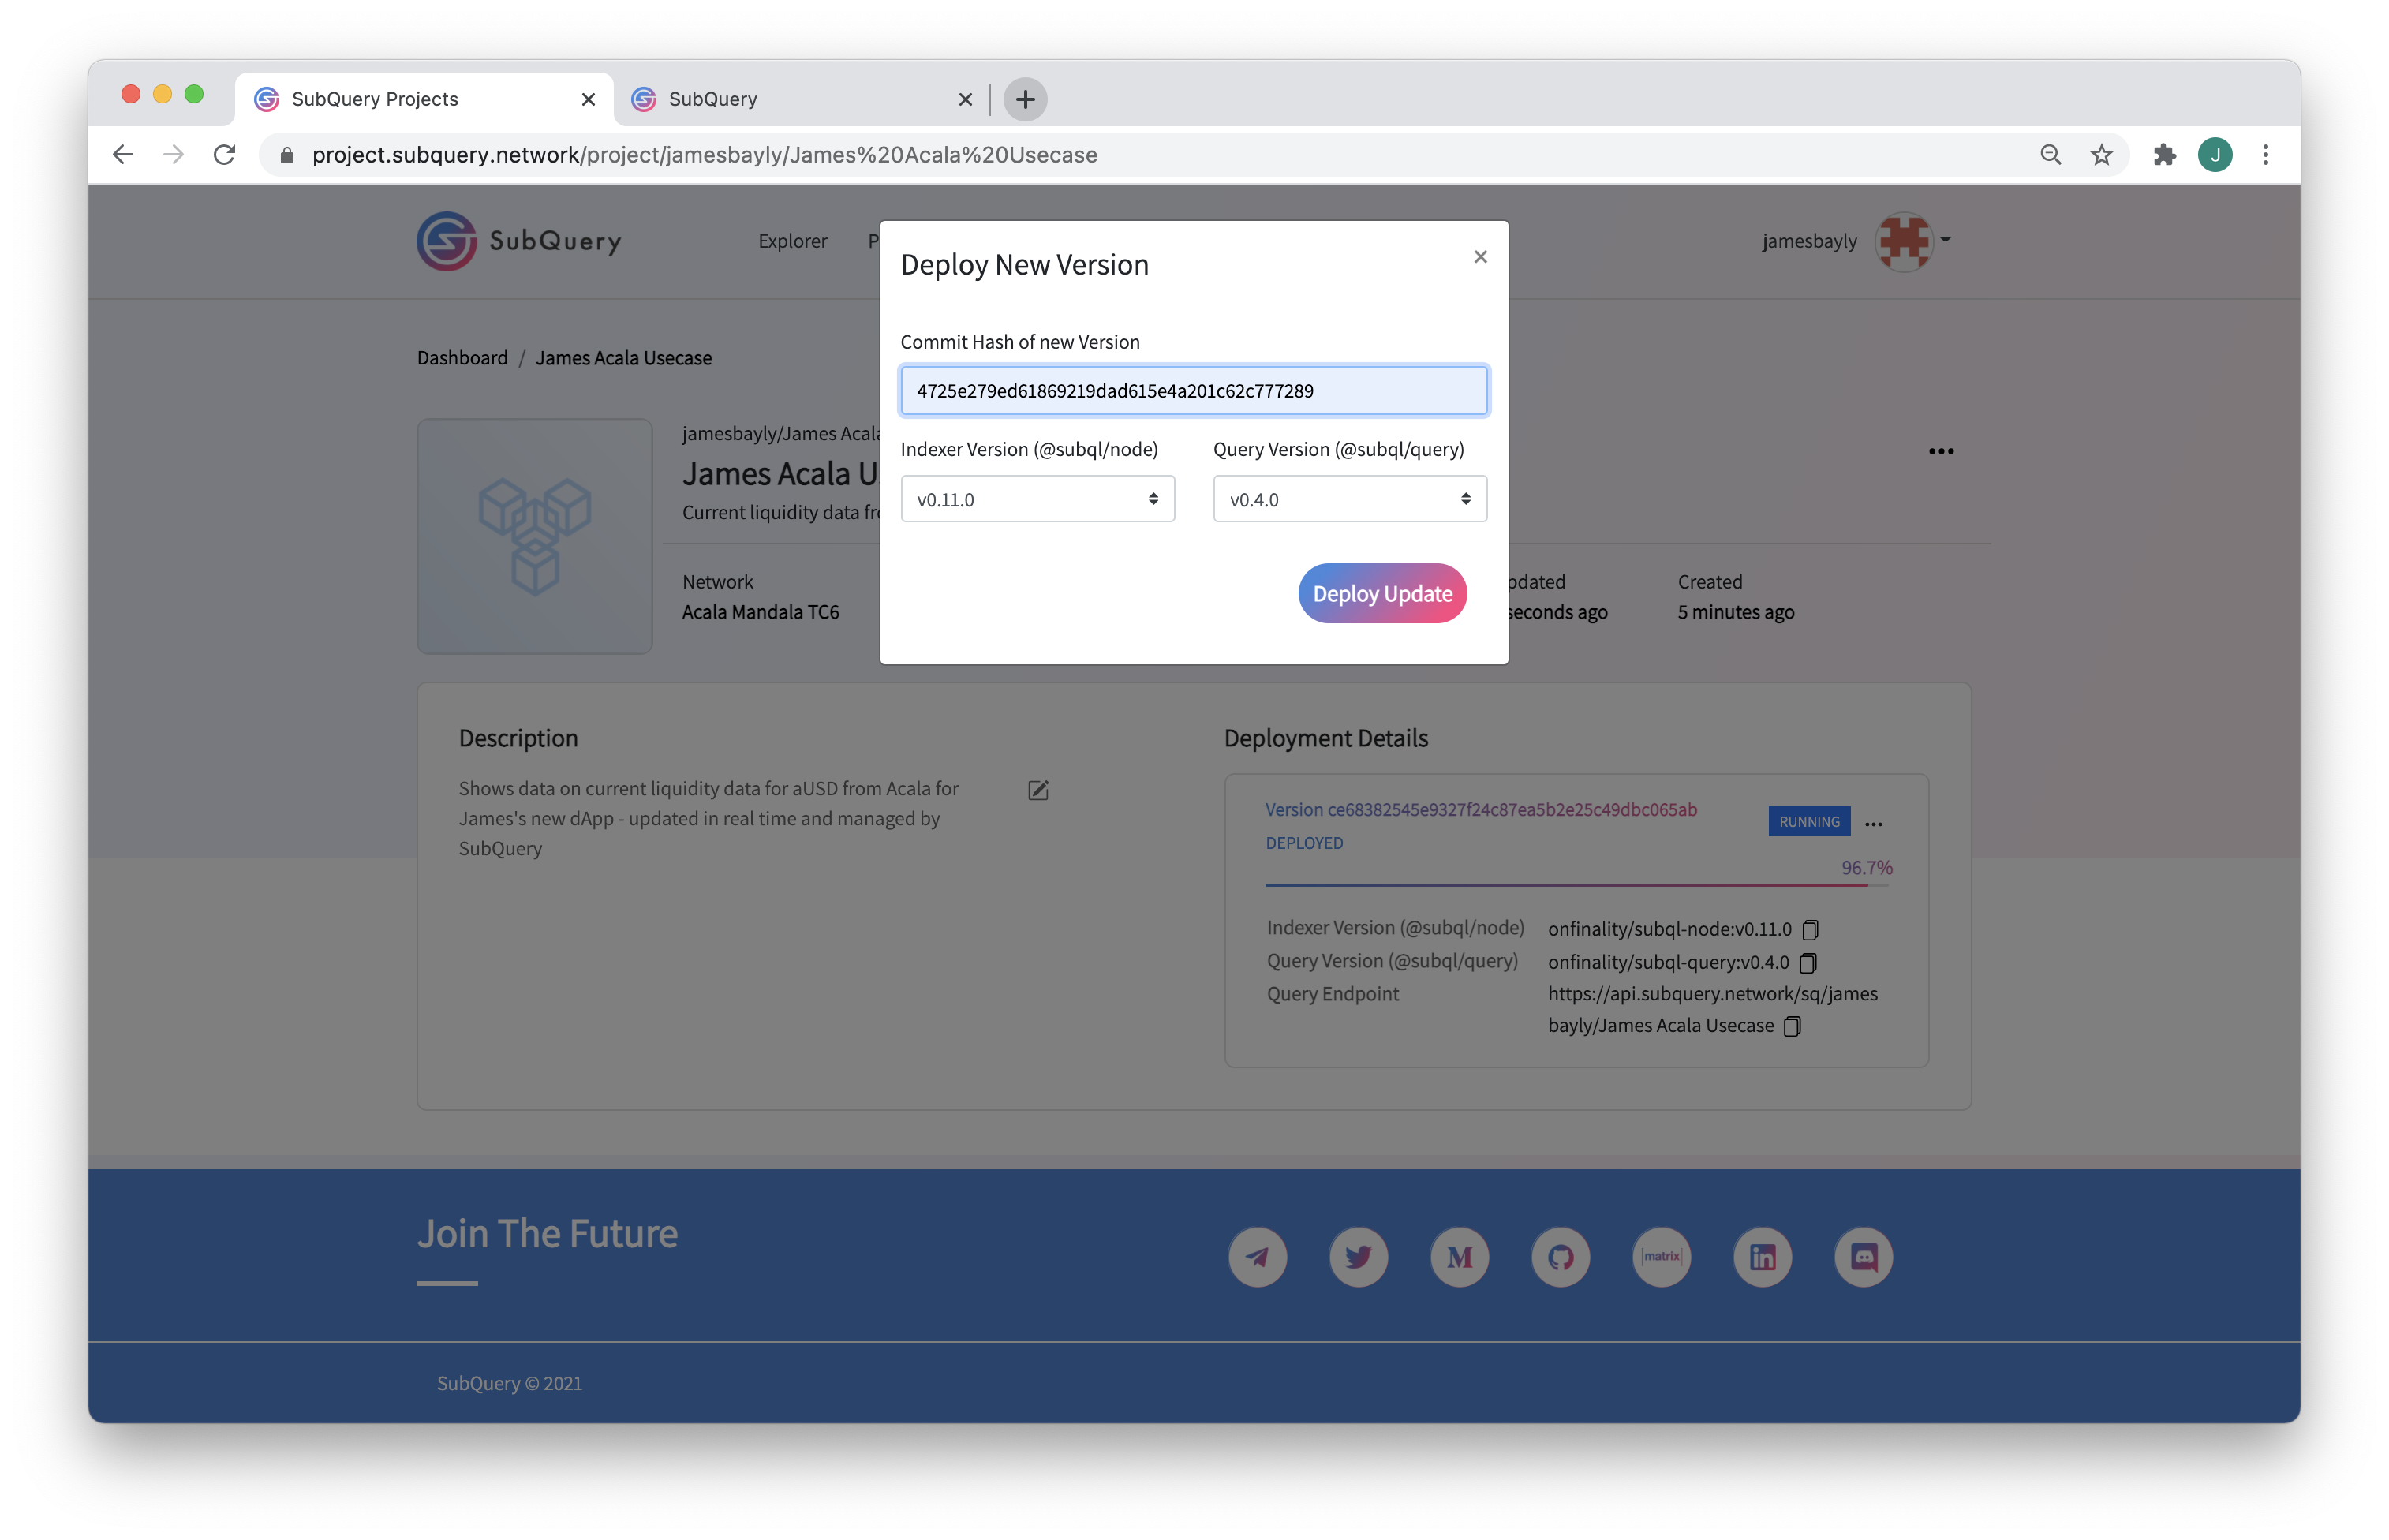 SubQuery Projects
SubQuery
project.subquery.network/project/jamesbayly/James%20Acala%20Usecase
J
SubQuery
Explorer
P
jamesbayly
Deploy New Version
×
Commit Hash of new Version
4725e279ed61869219dad615e4a201c62c777289
Indexer Version (@subql/node)
Query Version (@subql/query)
v0.11.0
v0.4.0
Deploy Update
Dashboard / James Acala Usecase
jamesbayly/James Acala
James Acala U
Current liquidity data fr
Network
Acala Mandala TC6
pdated
seconds ago
Created
5 minutes ago
Description
Shows data on current liquidity data for aUSD from Acala for
James's new dApp - updated in real time and managed by
SubQuery
Deployment Details
Version ce68382545e9327f24c87ea5b2e25c49dbc065ab
RUNNING
DEPLOYED
96.7%
Indexer Version (@subql/node) onfinality/subql-node:v0.11.0
Query Version (@subql/query) onfinality/subql-query:v0.4.0
Query Endpoint https://api.subquery.network/sq/james
bayly/James Acala Usecase
Join The Future
M
[matrix]
in
SubQuery © 2021